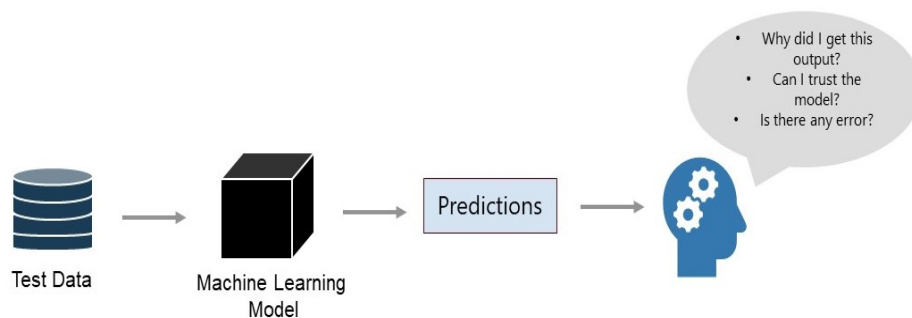 • Why did I get this
output?
• Can I trust the
model?
• Is there any error?
Predictions
Test Data
Machine Learning
Model